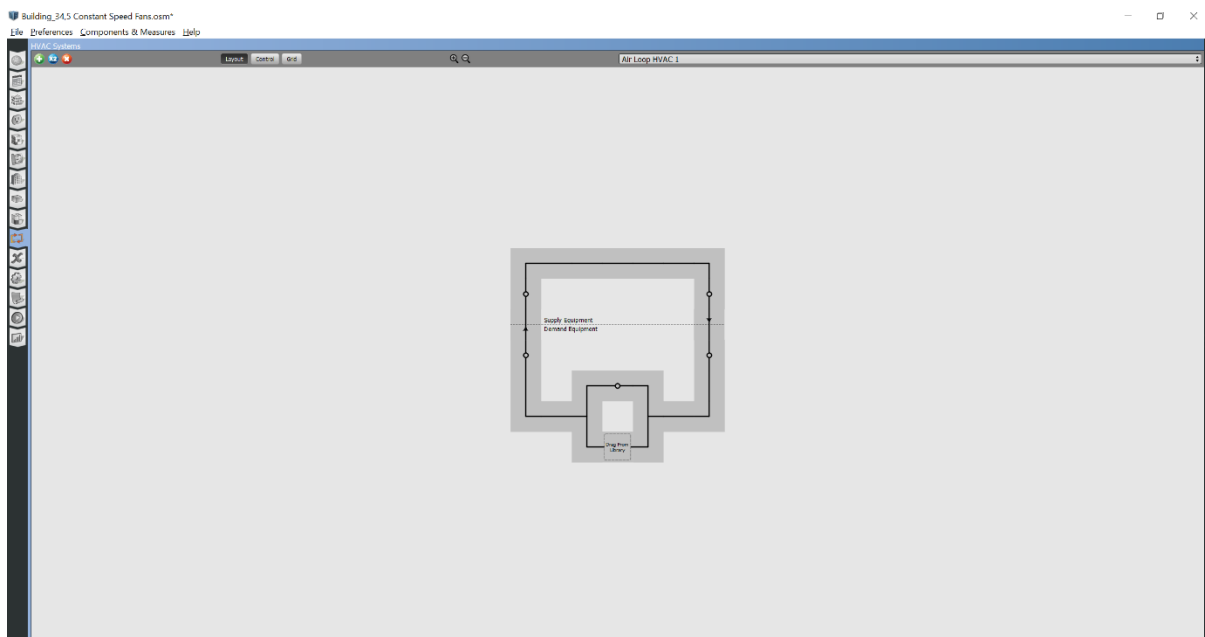 Building_34,5 Constant Speed Fans.osm*
File Preferences Components & Measures Help
HVAC Systems
Layout Control Grid Air Loop HVAC 1
Supply Equipment
Demand Equipment
Drag From
Library